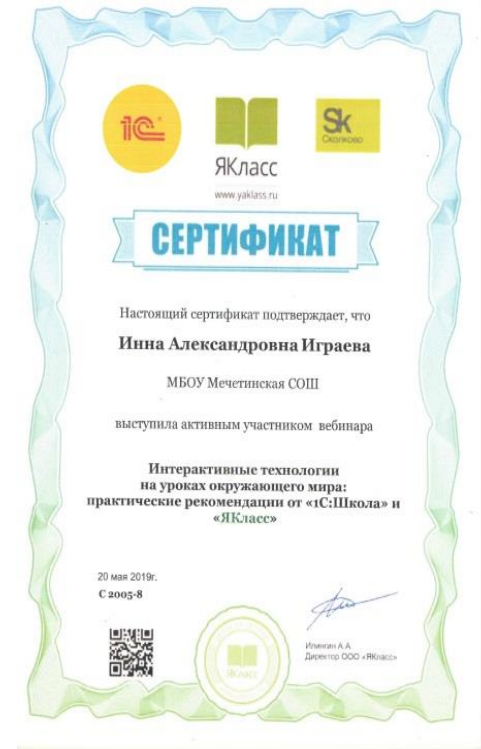 1С
ЯКласс
www.yaklass.ru
Sk
Сколково
СЕРТИФИКАТ
Настоящий сертификат подтверждает, что
Инна Александровна Играева
МБОУ Мечетинская СОШ
выступила активным участником вебинара
Интерактивные технологии
на уроках окружающего мира:
практические рекомендации от «1С:Школа» и
«ЯКласс»
20 мая 2019г.
С 2005-8
Илингин А.А.
Директор ООО «ЯКласс»
ЯКласс